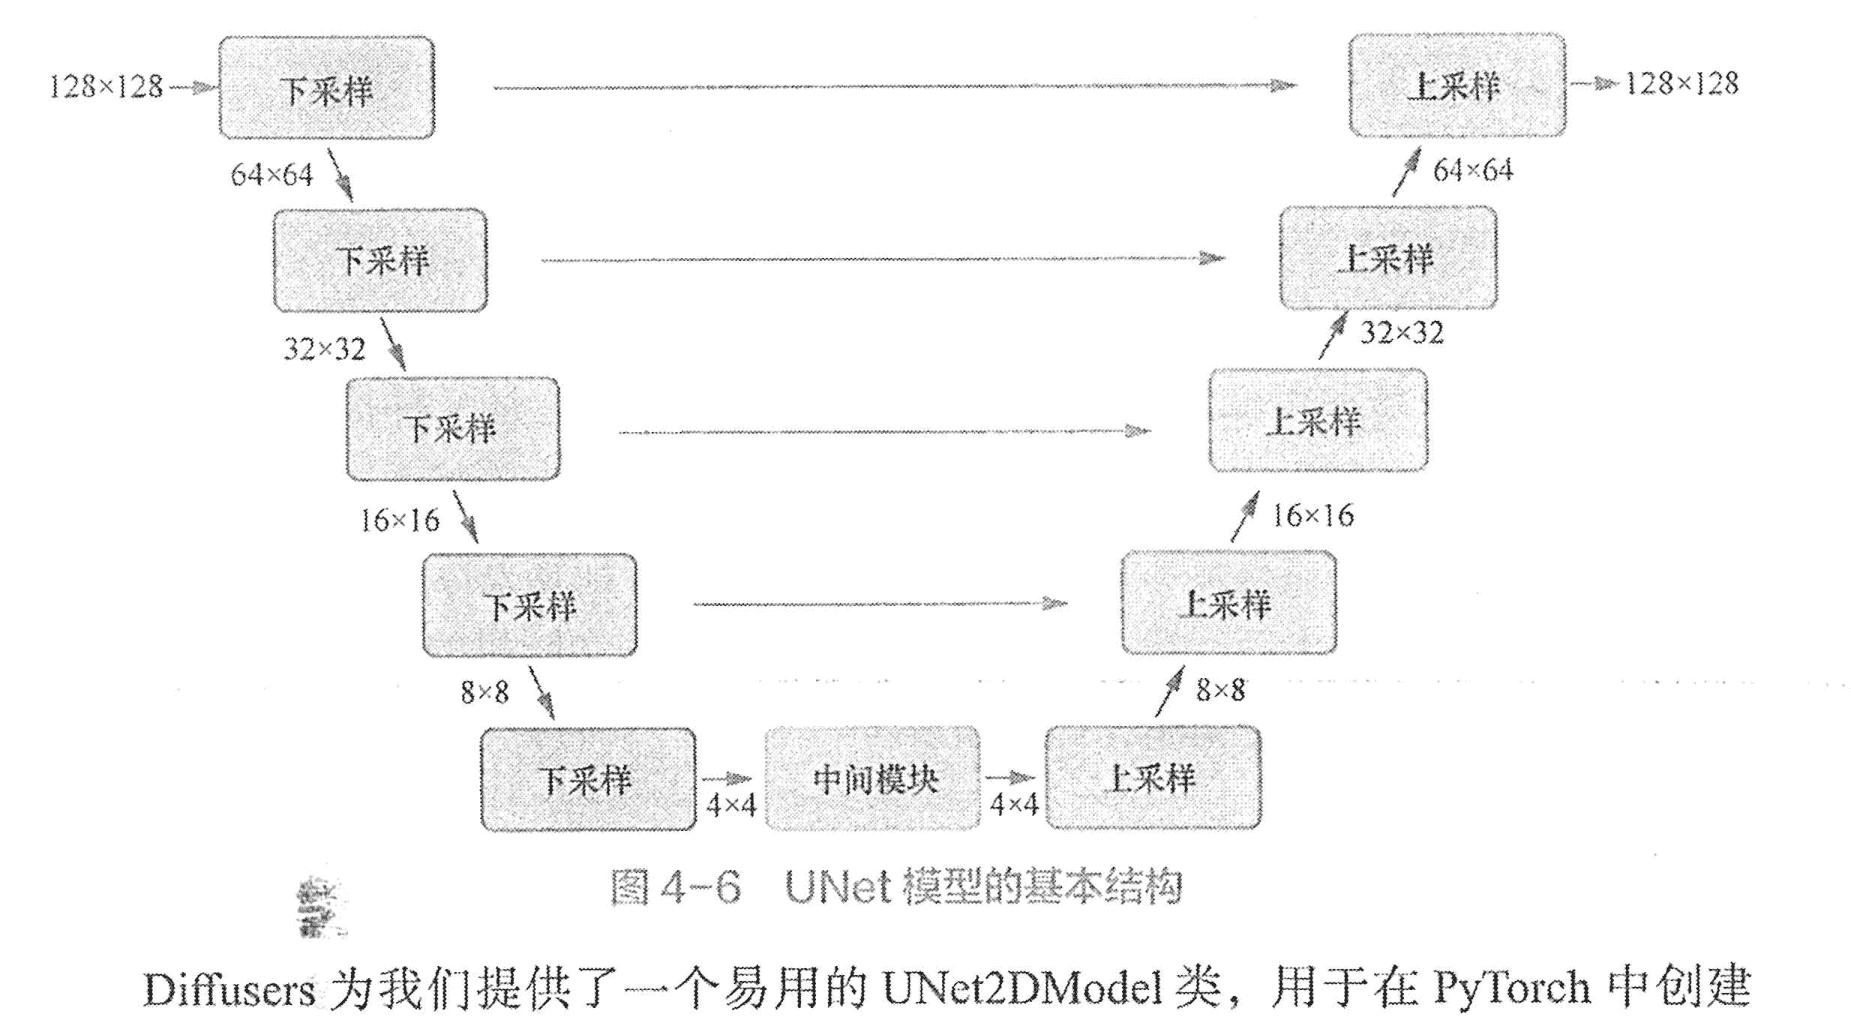 128×128 下采样 上采样 128×128
64×64 64×64
下采样 上采样
32×32 32×32
下采样 上采样
16×16 16×16
下采样 上采样
8×8 8×8
下采样 4×4 中间模块 4×4 上采样
图 4-6 UNet 模型的基本结构
Diffusers 为我们提供了一个易用的 UNet2DModel 类，用于在 PyTorch 中创建